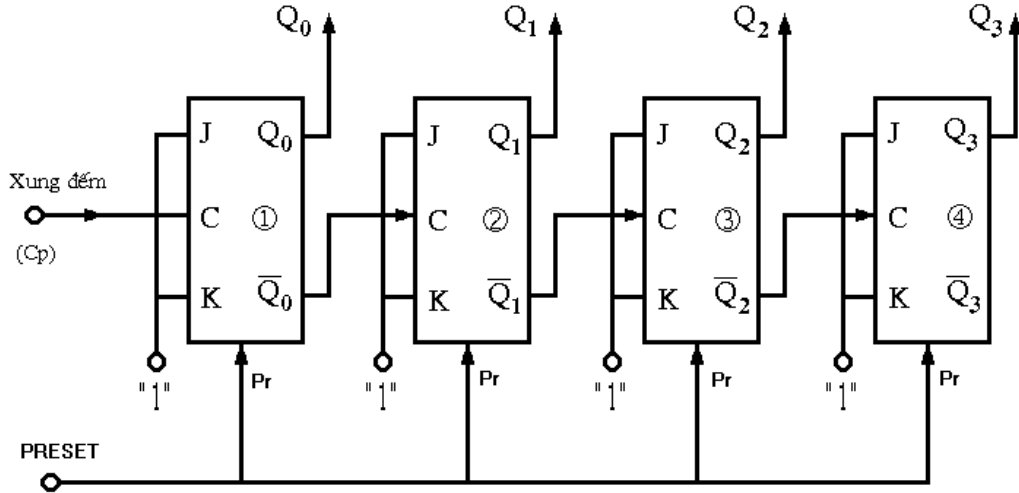 Q0 Q1 Q2 Q3
J Q0 J Q1 J Q2 J Q3
Xung đếm
C ① C ② C ③ C ④
(Cp)
K Q̅0 K Q̅1 K Q̅2 K Q̅3
Pr Pr Pr Pr
"1" "1" "1" "1"
PRESET